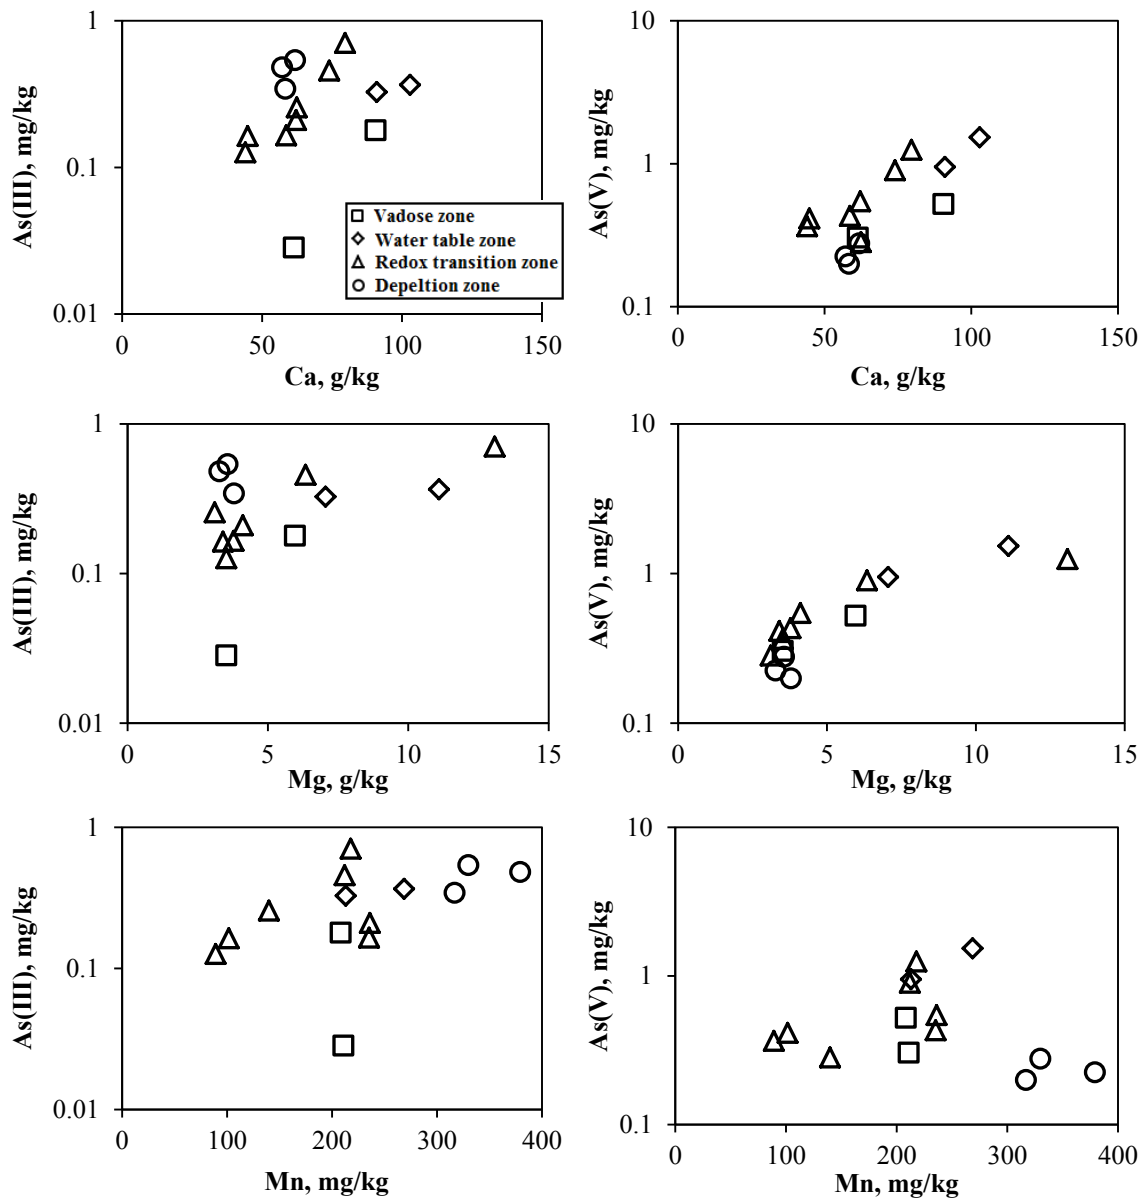 1
0.1
0.01
As(III), mg/kg
0
50
100
150
Ca, g/kg
Vadose zone
Water table zone
Redox transition zone
Depeltion zone
10
1
0.1
As(V), mg/kg
0
50
100
150
Ca, g/kg
1
0.1
0.01
As(III), mg/kg
0
5
10
15
Mg, g/kg
10
1
0.1
As(V), mg/kg
0
5
10
15
Mg, g/kg
1
0.1
0.01
As(III), mg/kg
0
100
200
300
400
Mn, mg/kg
10
1
0.1
As(V), mg/kg
0
100
200
300
400
Mn, mg/kg